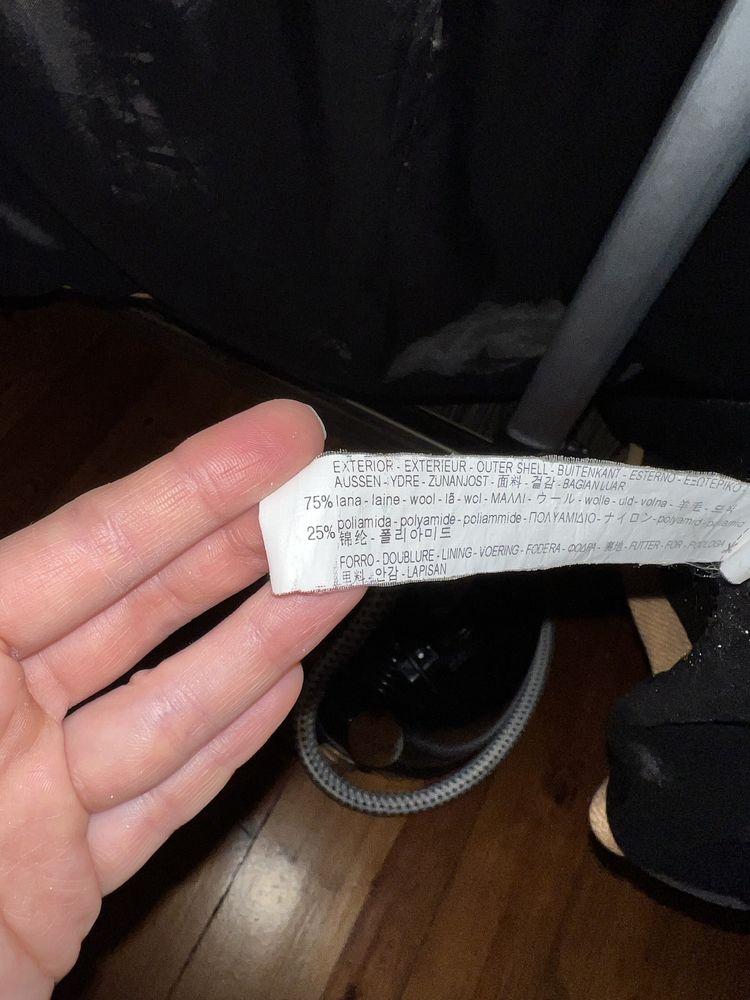 EXTERIOR - EXTERIEUR - OUTER SHELL - BUITENKANT - ESTERNO - ΕΞΩΤΕΡΙΚΟ
AUSSEN - YDRE - ZUNANJOST - 面料 - 겉감 - BAGIAN LUAR
75% lana - laine - wool - lã - wol - ΜΑΛΛΙ - ウール - wolle - uld - volna - 羊毛 -
25% poliamida - polyamide - poliammide - ΠΟΛΥΑΜΙΔΙΟ - ナイロン - polyamid -
锦纶 - 폴리아미드
FORRO - DOUBLURE - LINING - VOERING - FODERA - ΦΟΔΡΑ - 裏地 - FUTTER - FOR - PODLOGA
里料 - 안감 - LAPISAN